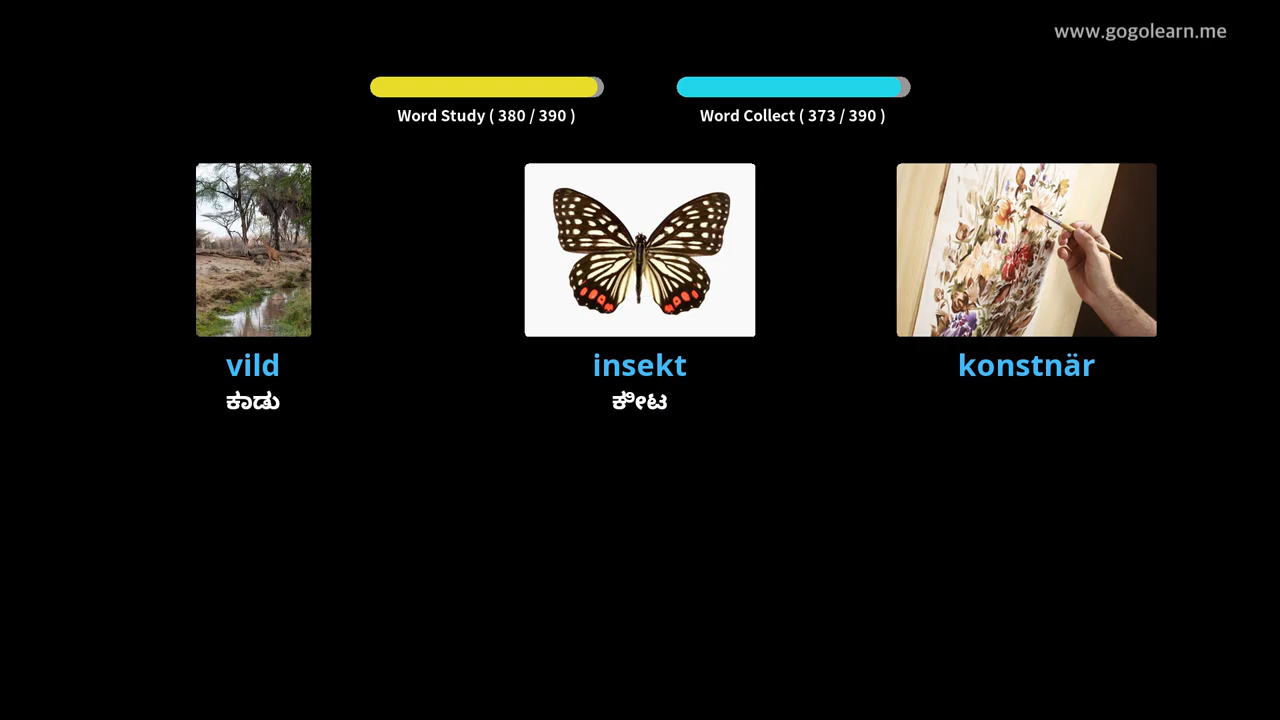 www.gogolearn.me
Word Study ( 380 / 390 )
Word Collect ( 373 / 390 )
vild
ಕಾಡು
insekt
ಕೀಟ
konstnär